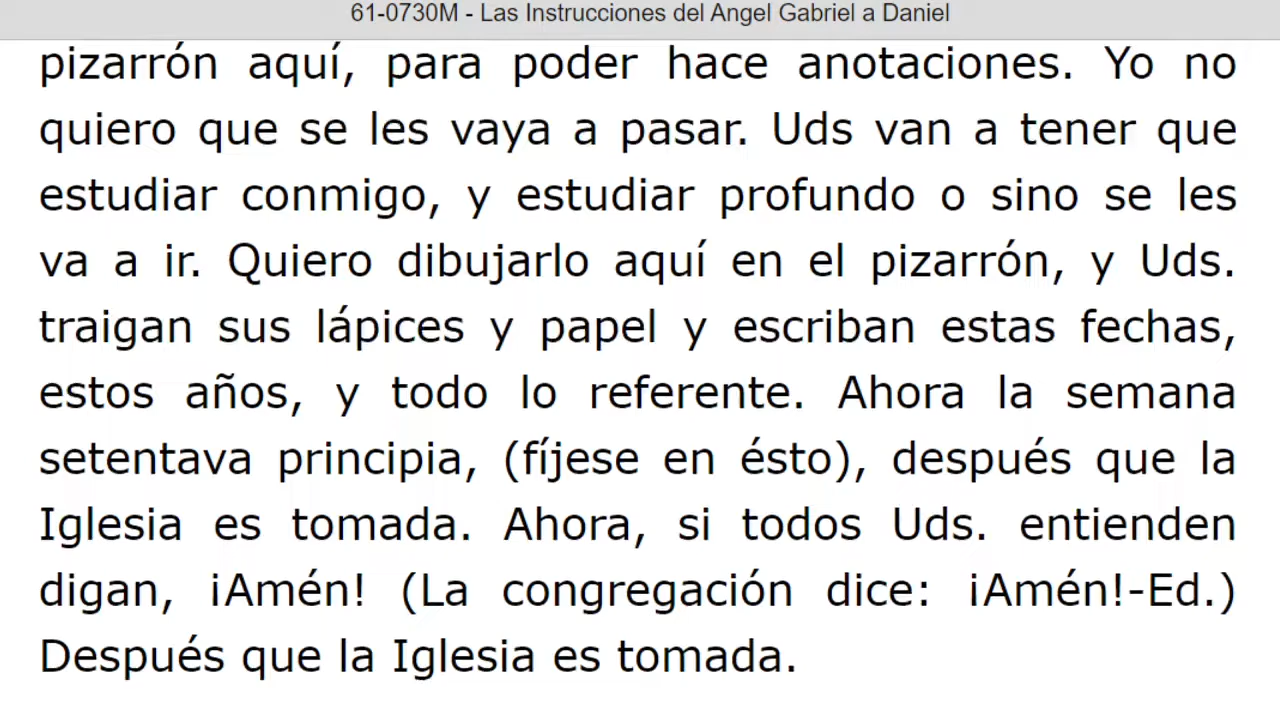 61-0730M - Las Instrucciones del Angel Gabriel a Daniel
pizarrón aquí, para poder hace anotaciones. Yo no
quiero que se les vaya a pasar. Uds van a tener que
estudiar conmigo, y estudiar profundo o sino se les
va a ir. Quiero dibujarlo aquí en el pizarrón, y Uds.
traigan sus lápices y papel y escriban estas fechas,
estos años, y todo lo referente. Ahora la semana
setentava principia, (fíjese en ésto), después que la
Iglesia es tomada. Ahora, si todos Uds. entienden
digan, ¡Amén! (La congregación dice: ¡Amén!-Ed.)
Después que la Iglesia es tomada.